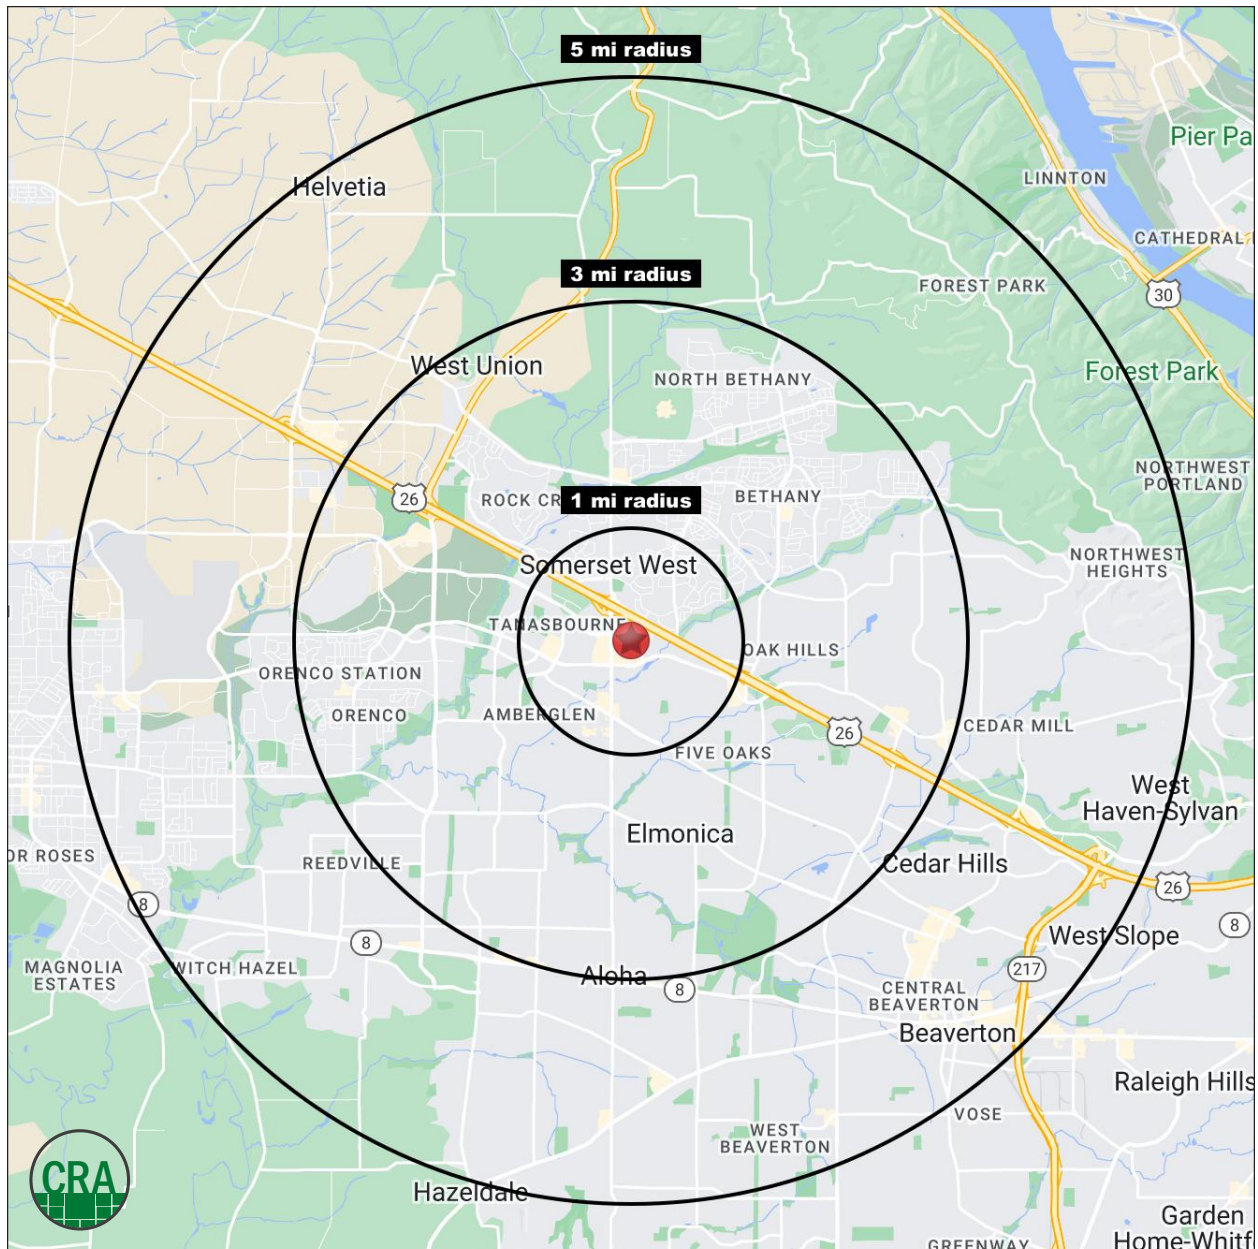 5 mi radius
Pier Pa
LINNTON
Helvetia
CATHEDRAL
3 mi radius
FOREST PARK
30
West Union
Forest Park
NORTH BETHANY
NORTHWEST
PORTLAND
26
ROCK CR
1 mi radius
BETHANY
NORTHWEST
HEIGHTS
Somerset West
TANASBOURNE
OAK HILLS
ORENCO STATION
ORENCO
AMBERGLEN
CEDAR MILL
26
FIVE OAKS
West
Haven-Sylvan
Elmonica
OR ROSES
REEDVILLE
Cedar Hills
26
8
8
8
West Slope
MAGNOLIA
ESTATES
WITCH HAZEL
217
Aloha
8
CENTRAL
BEAVERTON
Beaverton
Raleigh Hills
VOSE
WEST
BEAVERTON
CRA
Hazeldale
Garden
Home-Whitf
GREENWAY